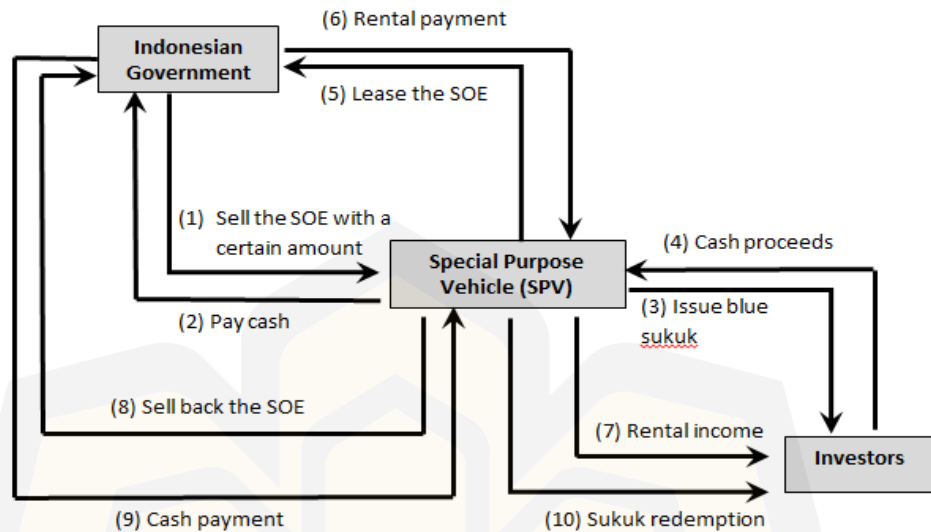 (6) Rental payment
Indonesian
Government
(5) Lease the SOE
(1) Sell the SOE with a
certain amount
(4) Cash proceeds
Special Purpose
Vehicle (SPV)
(3) Issue blue
sukuk
(2) Pay cash
(8) Sell back the SOE
(7) Rental income
Investors
(9) Cash payment
(10) Sukuk redemption